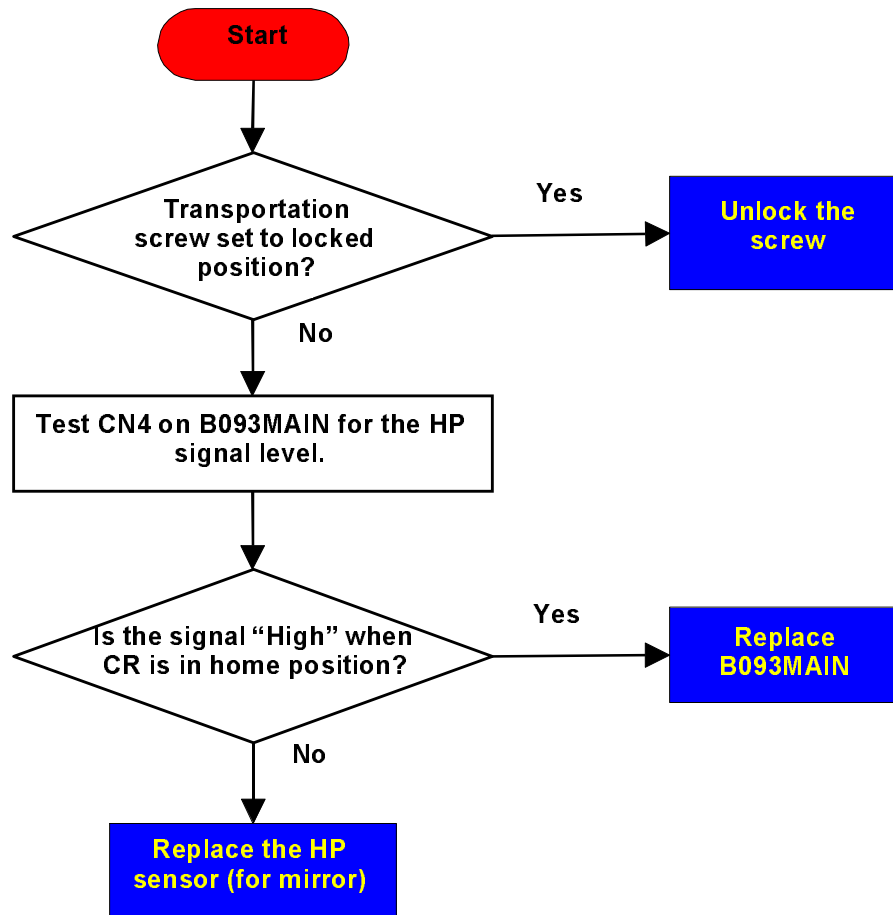 Start
Transportation
screw set to locked
position?
Yes
Unlock the
screw
No
Test CN4 on B093MAIN for the HP
signal level.
Is the signal “High” when
CR is in home position?
Yes
Replace
B093MAIN
No
Replace the HP
sensor (for mirror)